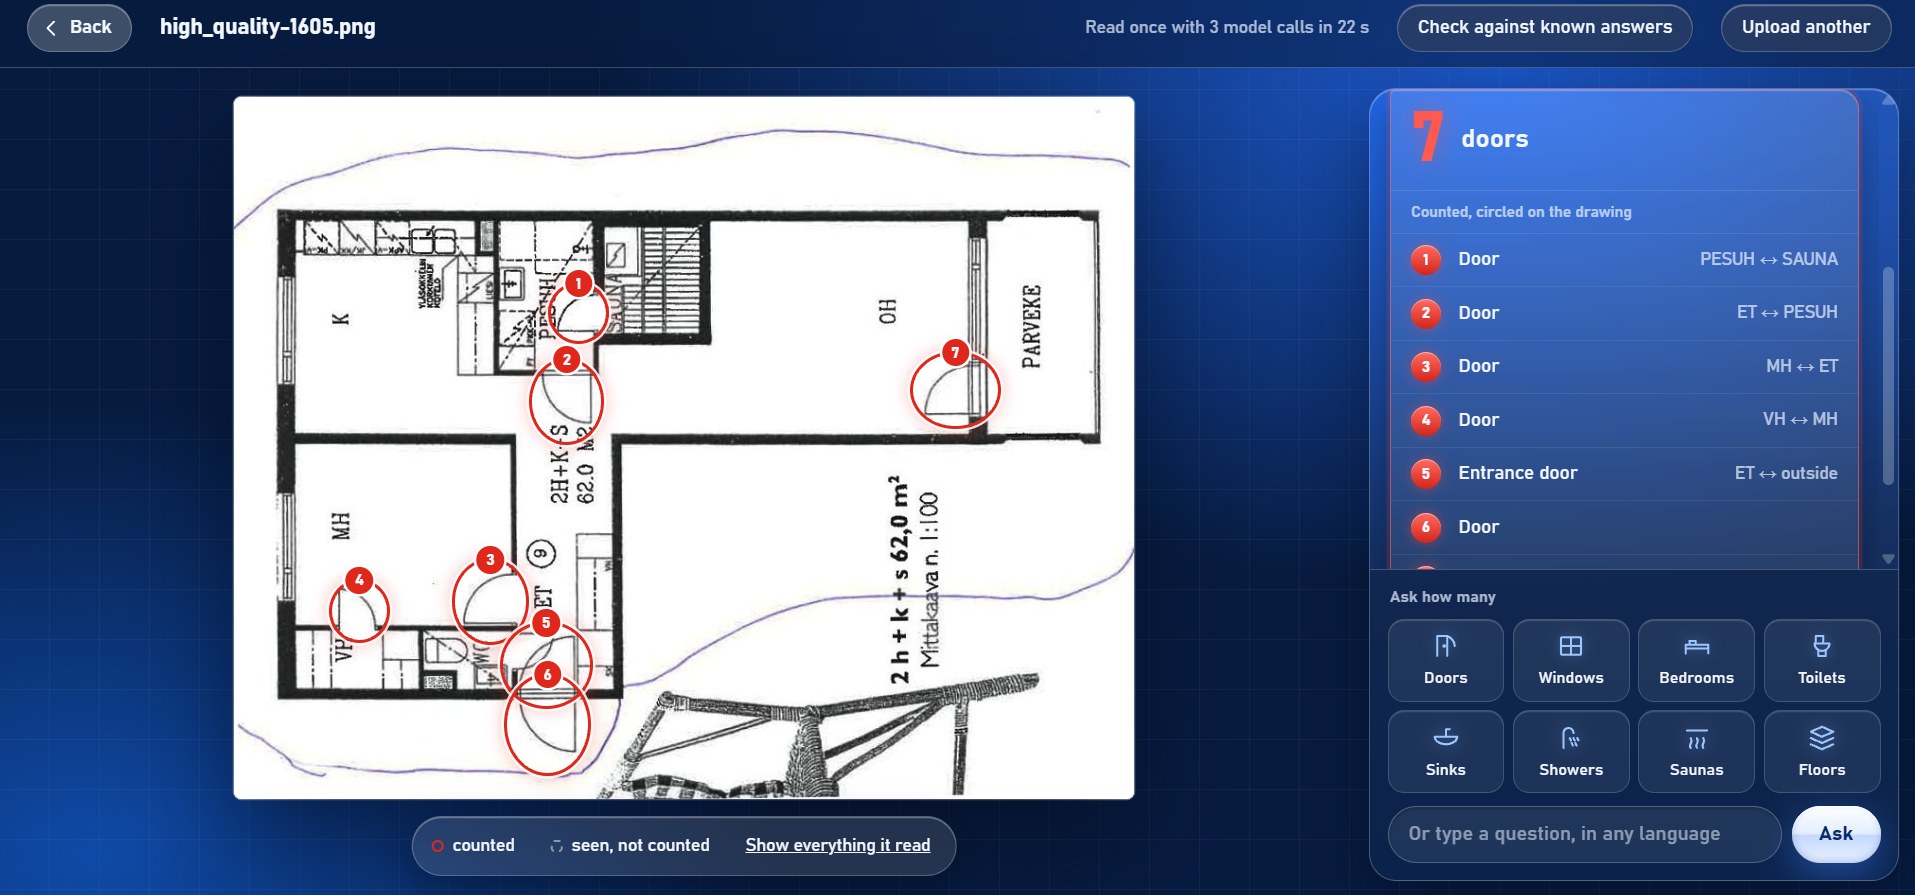 Back
high_quality-1605.png
Read once with 3 model calls in 22 s
Check against known answers
Upload another
K
YLÄSOKKELIN
KORKEINEN
KOTELO
PESUH
SAUNA
OH
PARVEKE
2H+K+S
62.0 M2
MH
9
ET
VP
WC
2 h + k + s 62,0 m²
Mittakaava n. 1:100
1
2
3
4
5
6
7
counted
seen, not counted
Show everything it read
7 doors
Counted, circled on the drawing
1 Door PESUH ↔ SAUNA
2 Door ET ↔ PESUH
3 Door MH ↔ ET
4 Door VH ↔ MH
5 Entrance door ET ↔ outside
6 Door
Ask how many
Doors
Windows
Bedrooms
Toilets
Sinks
Showers
Saunas
Floors
Or type a question, in any language
Ask